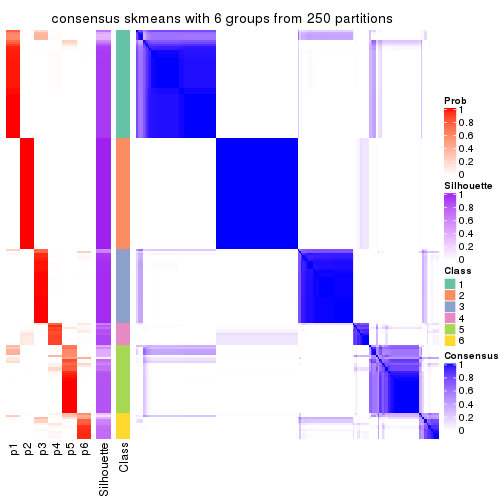 consensus skmeans with 6 groups from 250 partitions
Prob
1
0.8
0.6
0.4
0.2
0
Silhouette
1
0.8
0.6
0.4
0.2
0
Class
1
2
3
4
5
6
Consensus
1
0.8
0.6
0.4
0.2
0
p1
p2
p3
p4
p5
p6
Silhouette
Class